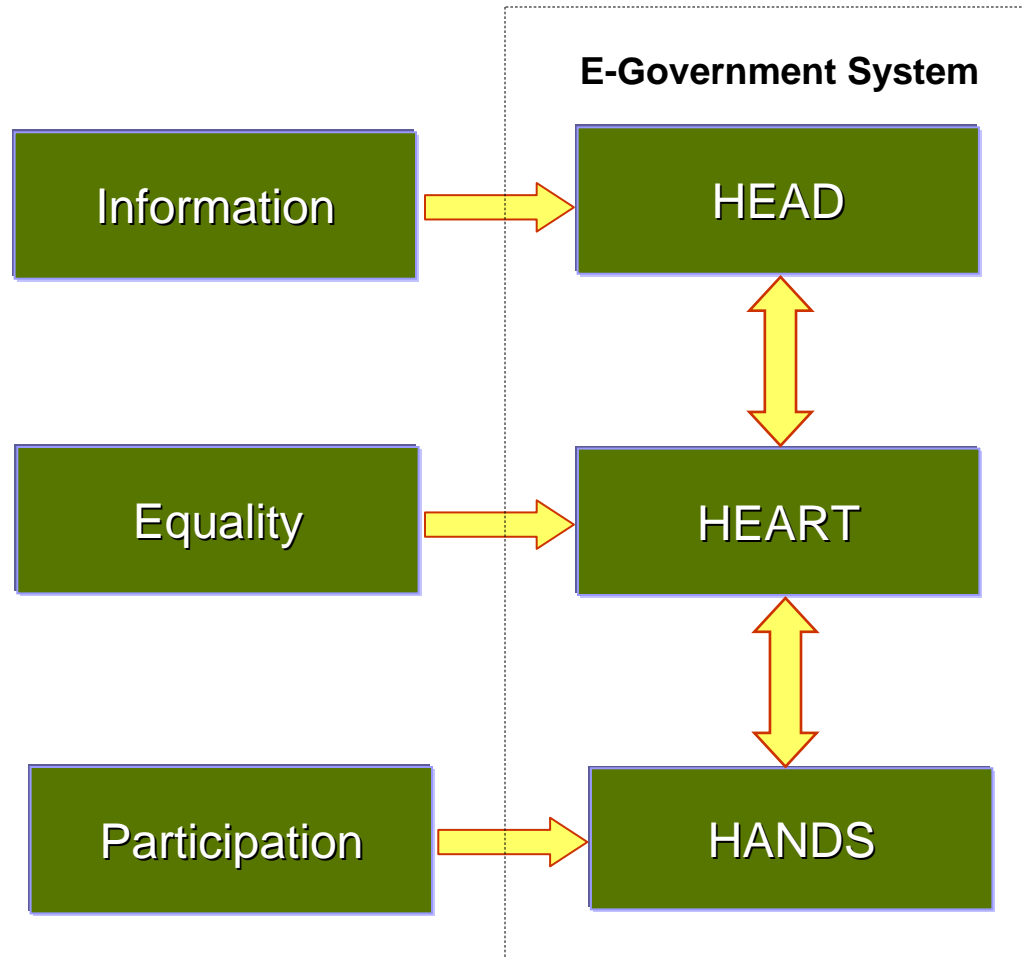 E-Government System
Information
HEAD
Equality
HEART
Participation
HANDS